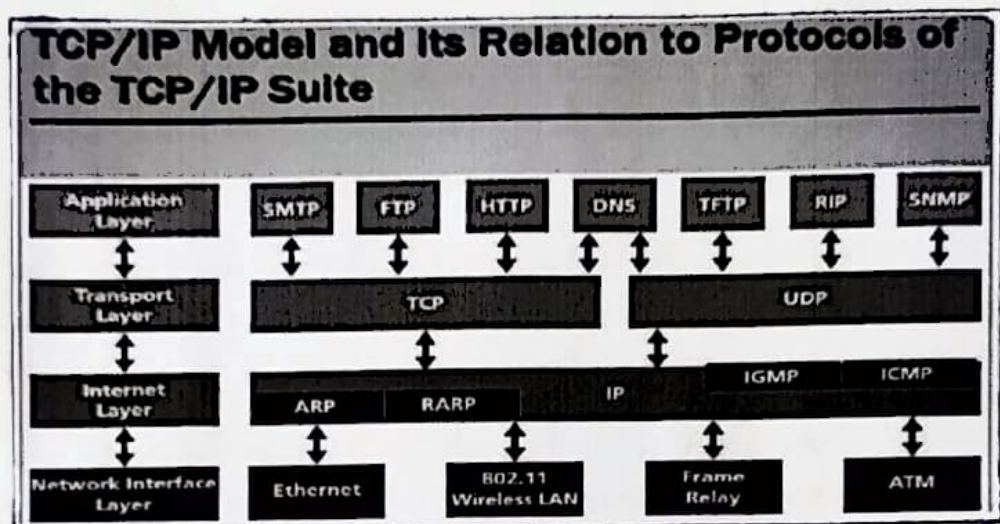 TCP/IP Model and Its Relation to Protocols of
the TCP/IP Suite
Application
Layer
SMTP
FTP
HTTP
DNS
TFTP
RIP
SNMP
Transport
Layer
TCP
UDP
Internet
Layer
ARP
RARP
IP
IGMP
ICMP
Network Interface
Layer
Ethernet
802.11
Wireless LAN
Frame
Relay
ATM